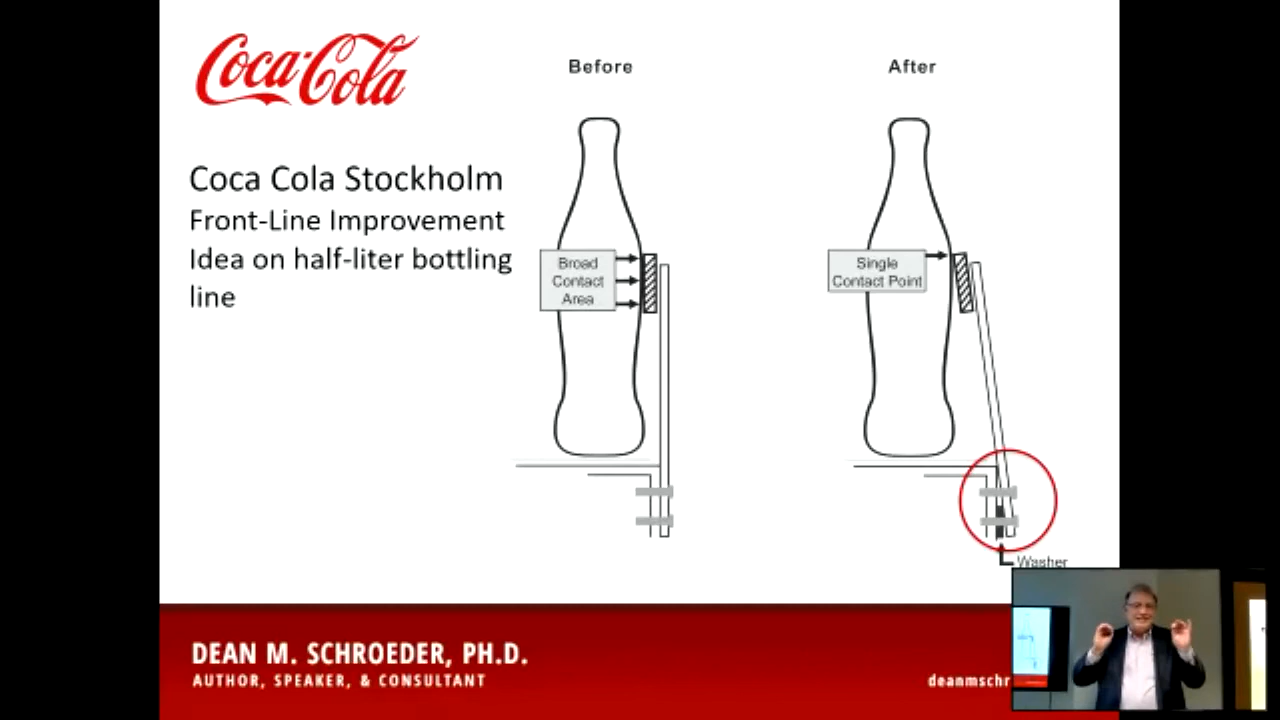 Coca-Cola
Before
After
Coca Cola Stockholm
Front-Line Improvement
Idea on half-liter bottling
line
Broad
Contact
Area
Single
Contact Point
Washer
DEAN M. SCHROEDER, PH.D.
AUTHOR, SPEAKER, & CONSULTANT
deanmschr